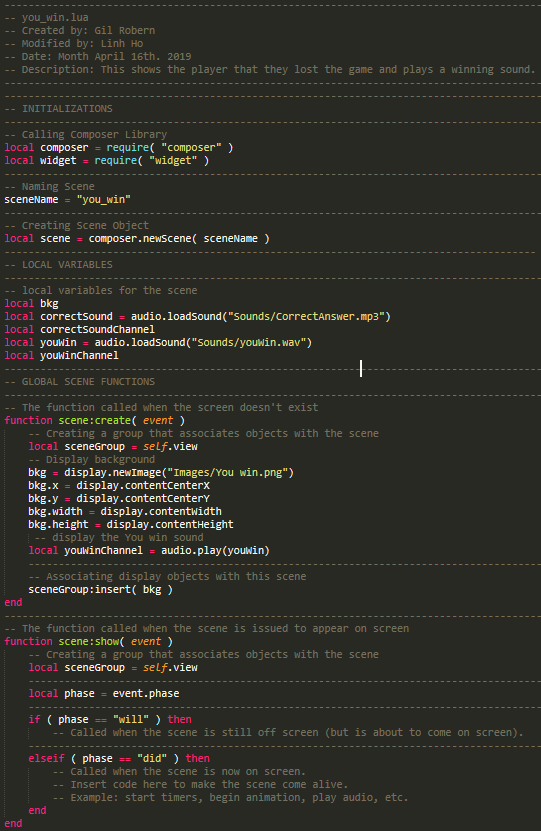 -----------------------------------------------------------------------------------------
-- you_win.lua
-- Created by: Gil Robern
-- Modified by: Linh Ho
-- Date: Month April 16th. 2019
-- Description: This shows the player that they lost the game and plays a winning sound.
-----------------------------------------------------------------------------------------
-----------------------------------------------------------------------------------------
-- INITIALIZATIONS
-----------------------------------------------------------------------------------------
-- Calling Composer Library
local composer = require( "composer" )
local widget = require( "widget" )
-----------------------------------------------------------------------------------------
-- Naming Scene
sceneName = "you_win"
-----------------------------------------------------------------------------------------
-- Creating Scene Object
local scene = composer.newScene( sceneName )
-----------------------------------------------------------------------------------------
-- LOCAL VARIABLES
-----------------------------------------------------------------------------------------
-- local variables for the scene
local bkg
local correctSound = audio.loadSound("Sounds/CorrectAnswer.mp3")
local correctSoundChannel
local youWin = audio.loadSound("Sounds/youWin.wav")
local youWinChannel
-----------------------------------------------------------------------------------------
-- GLOBAL SCENE FUNCTIONS
-----------------------------------------------------------------------------------------
-- The function called when the screen doesn't exist
function scene:create( event )
    -- Creating a group that associates objects with the scene
    local sceneGroup = self.view
    -- Display background
    bkg = display.newImage("Images/You win.png")
    bkg.x = display.contentCenterX
    bkg.y = display.contentCenterY
    bkg.width = display.contentWidth
    bkg.height = display.contentHeight
     -- display the You win sound
    local youWinChannel = audio.play(youWin)
    -------------------------------------------------------------------------------------
    -- Associating display objects with this scene
    sceneGroup:insert( bkg )
end
-----------------------------------------------------------------------------------------
-- The function called when the scene is issued to appear on screen
function scene:show( event )
    -- Creating a group that associates objects with the scene
    local sceneGroup = self.view
    -------------------------------------------------------------------------------------
    local phase = event.phase
    -------------------------------------------------------------------------------------
    if ( phase == "will" ) then
        -- Called when the scene is still off screen (but is about to come on screen).
    -------------------------------------------------------------------------------------
    elseif ( phase == "did" ) then
        -- Called when the scene is now on screen.
        -- Insert code here to make the scene come alive.
        -- Example: start timers, begin animation, play audio, etc.
    end
end